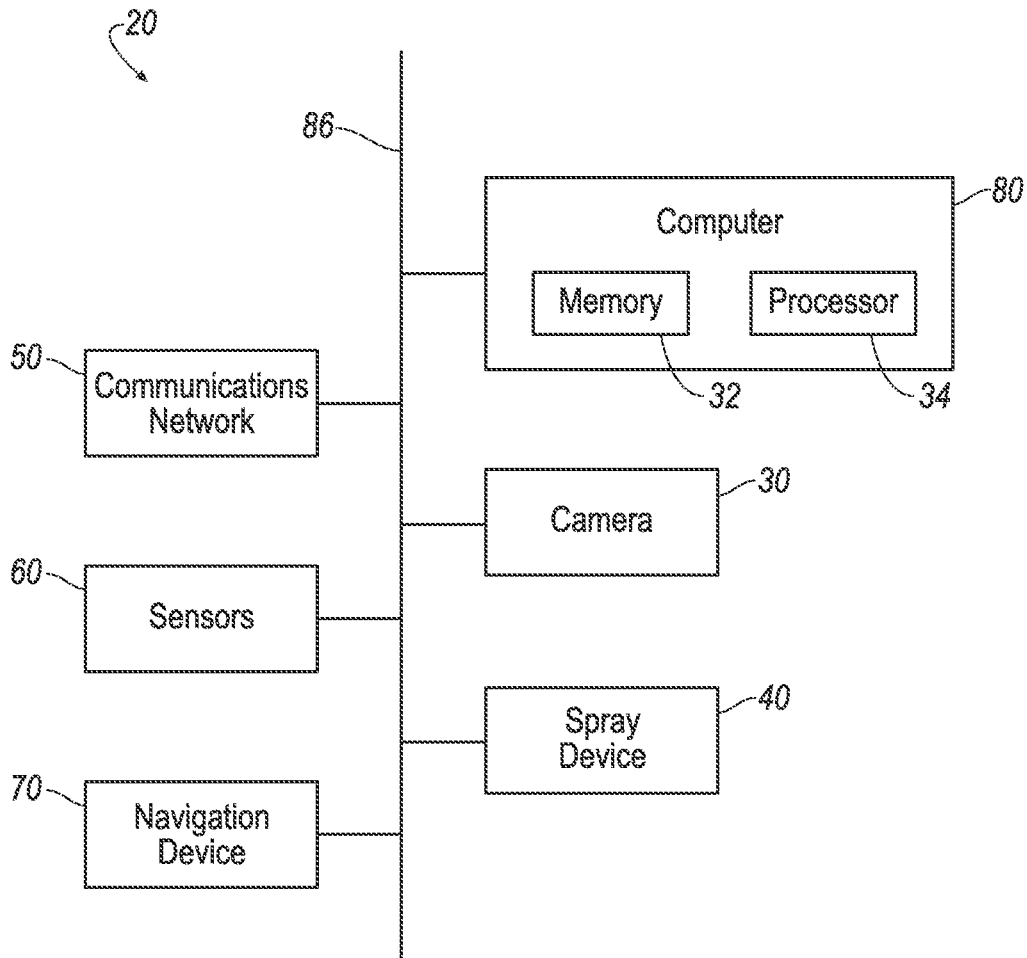 20
86
80
Computer
Memory
Processor
32
34
50
Communications
Network
30
Camera
60
Sensors
40
Spray
Device
70
Navigation
Device